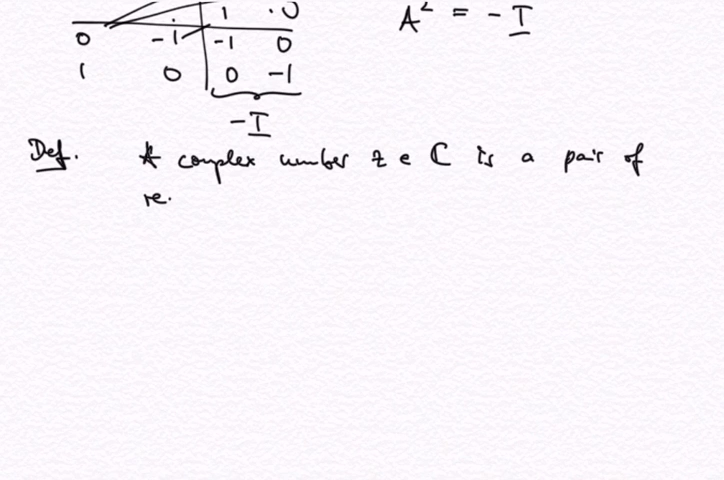 1 0
A² = - I
0 -1 -1 0
1 0 0 -1
-I
Def. A complex number z ∈ ℂ is a pair of
re.